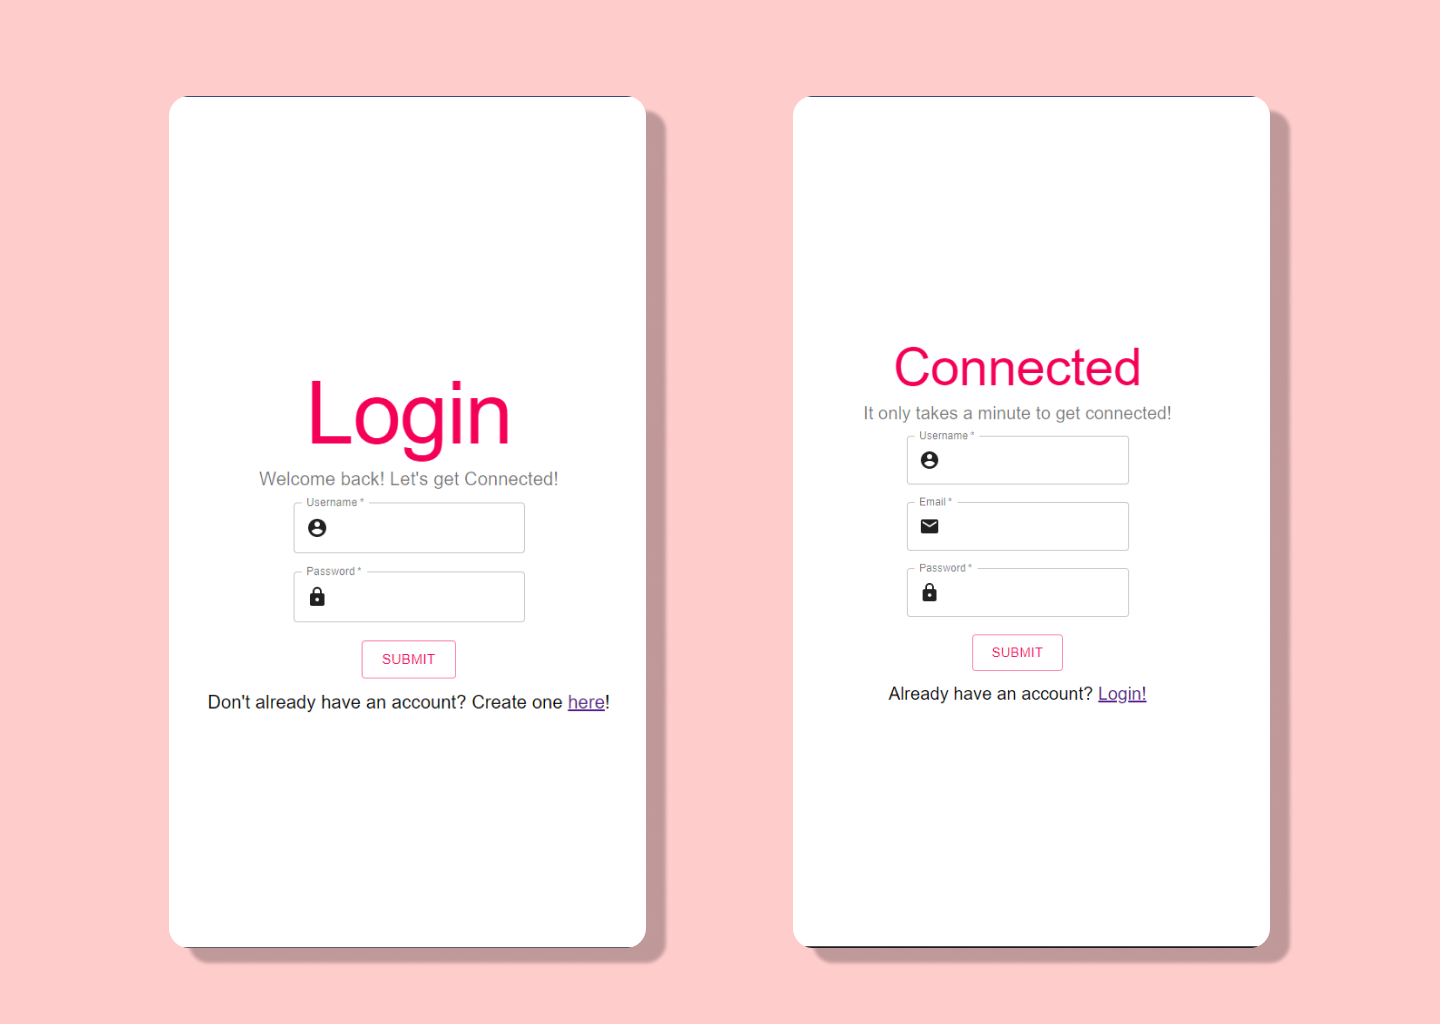 Login
Welcome back! Let's get Connected!
Username *
Password *
SUBMIT
Don't already have an account? Create one here!
Connected
It only takes a minute to get connected!
Username *
Email *
Password *
SUBMIT
Already have an account? Login!